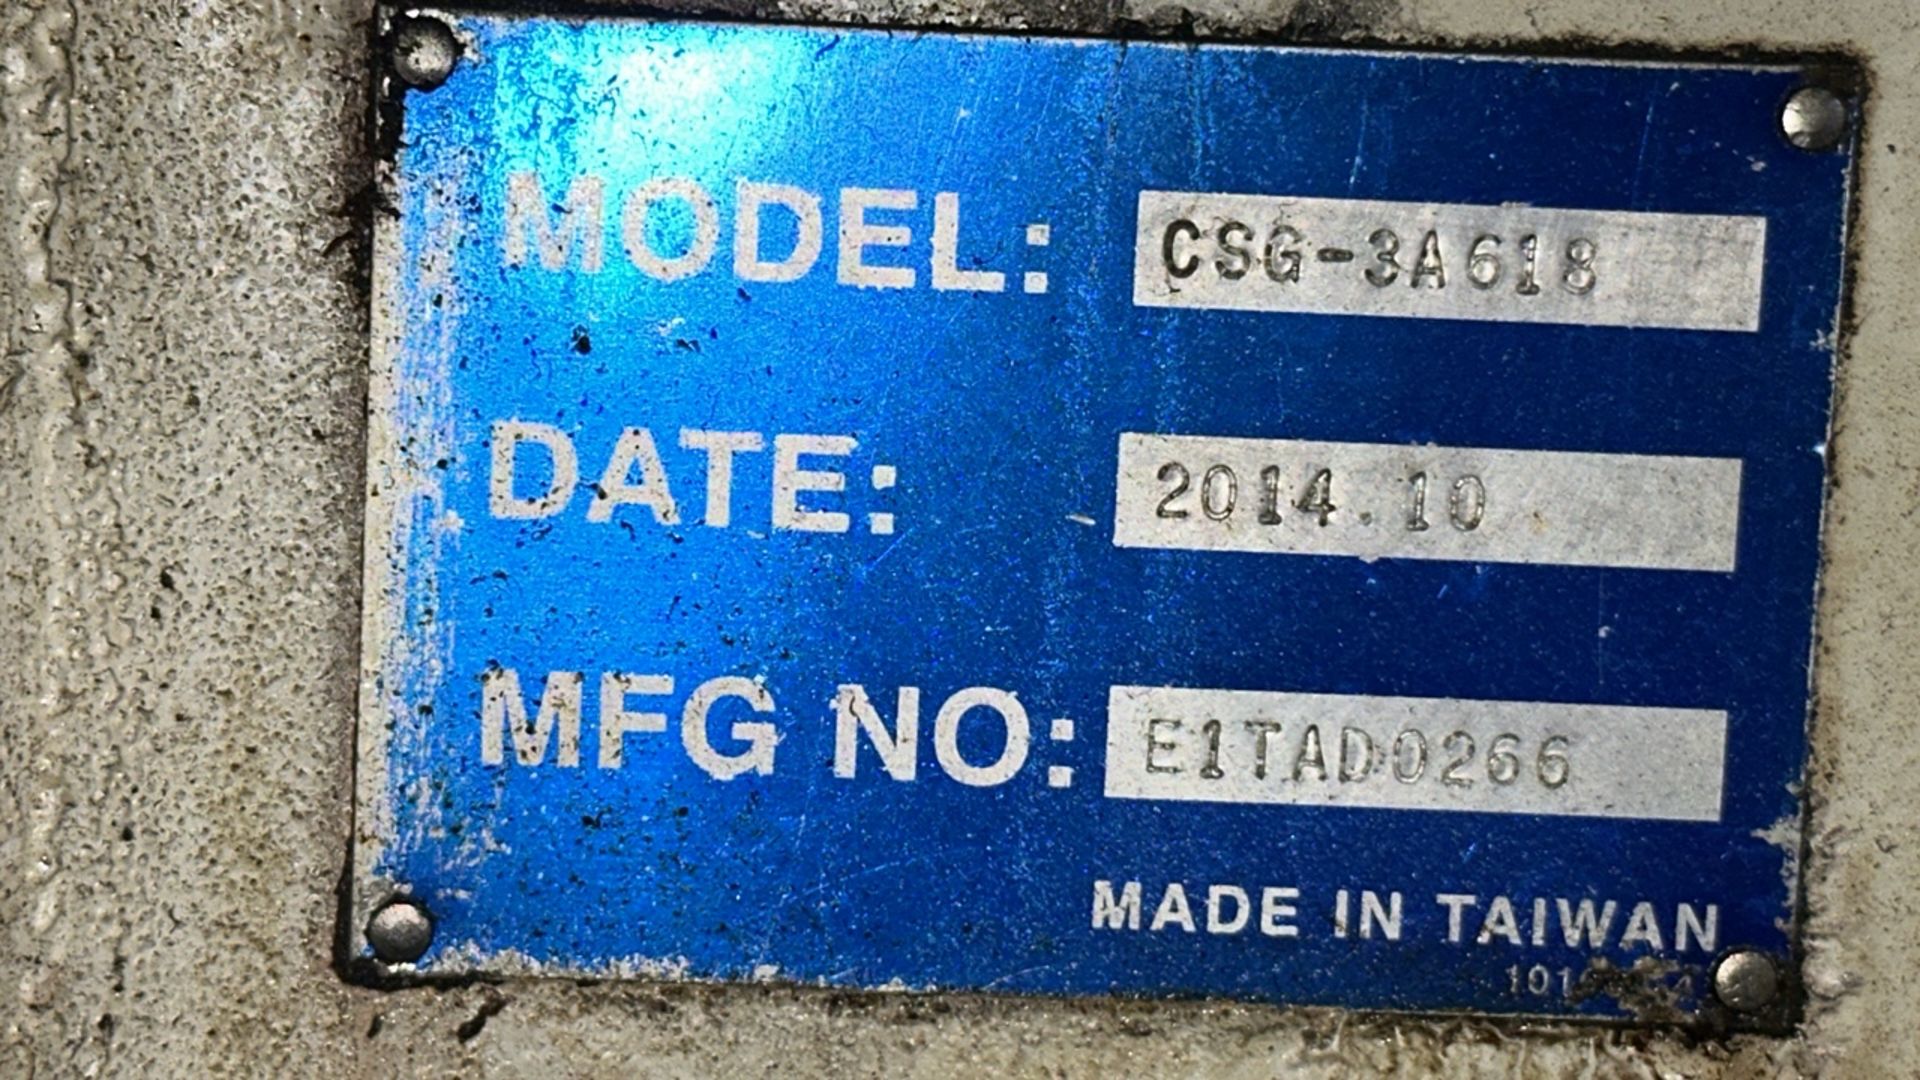 MODEL: CSG-3A618
DATE: 2014.10
MFG NO: E1TAD0266
MADE IN TAIWAN